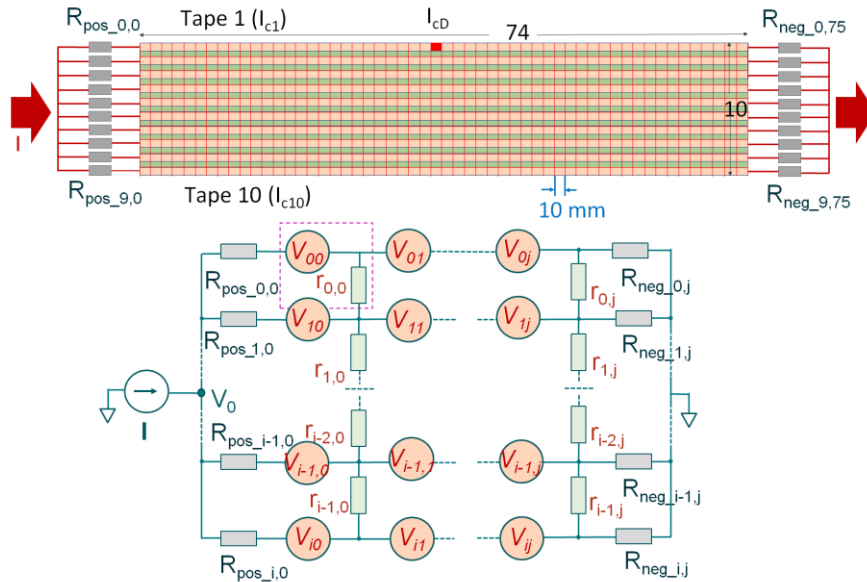 R_pos_0,0
Tape 1 (I_c1)
I_cD
74
R_neg_0,75
I
10
R_pos_9,0
Tape 10 (I_c10)
10 mm
R_neg_9,75
V_00
V_01
V_0j
R_pos_0,0
r_0,0
r_0,j
R_neg_0,j
V_10
V_11
V_1j
R_pos_1,0
r_1,0
r_1,j
R_neg_1,j
V_0
I
R_pos_i-1,0
r_i-2,0
r_i-2,j
V_i-1,0
V_i-1,1
V_i-1,j
R_neg_i-1,j
r_i-1,0
r_i-1,j
V_i0
V_i1
V_ij
R_pos_i,0
R_neg_i,j